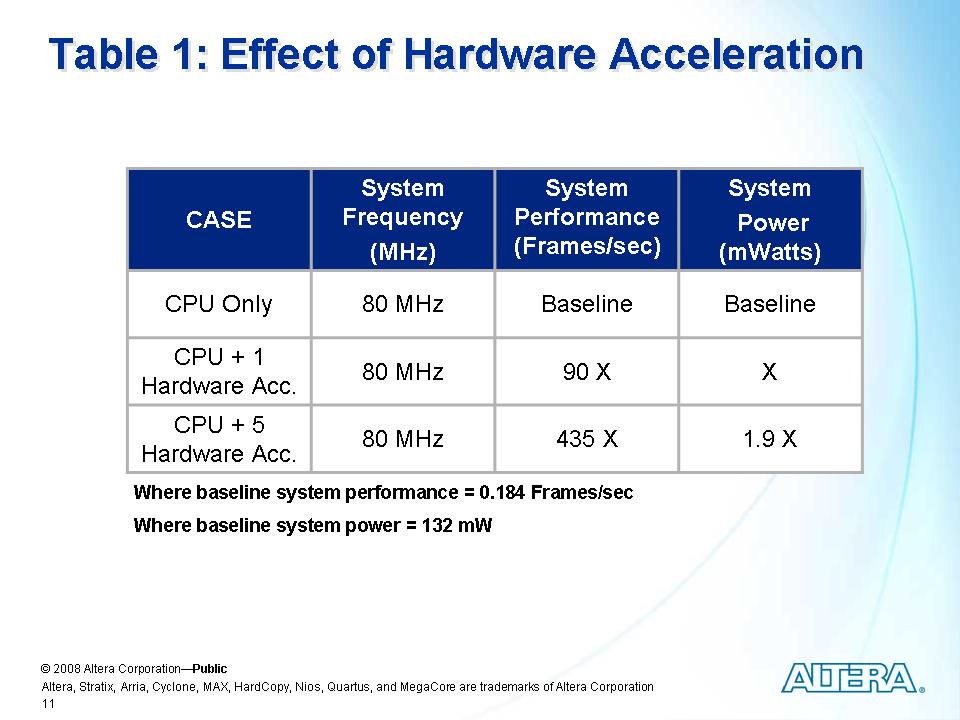 Table 1: Effect of Hardware Acceleration
CASE
System
Frequency
(MHz)
System
Performance
(Frames/sec)
System
Power
(mWatts)
CPU Only
80 MHz
Baseline
Baseline
CPU + 1
Hardware Acc.
80 MHz
90 X
X
CPU + 5
Hardware Acc.
80 MHz
435 X
1.9 X
Where baseline system performance = 0.184 Frames/sec
Where baseline system power = 132 mW
© 2008 Altera Corporation—Public
Altera, Stratix, Arria, Cyclone, MAX, HardCopy, Nios, Quartus, and MegaCore are trademarks of Altera Corporation
11
ALTERA®